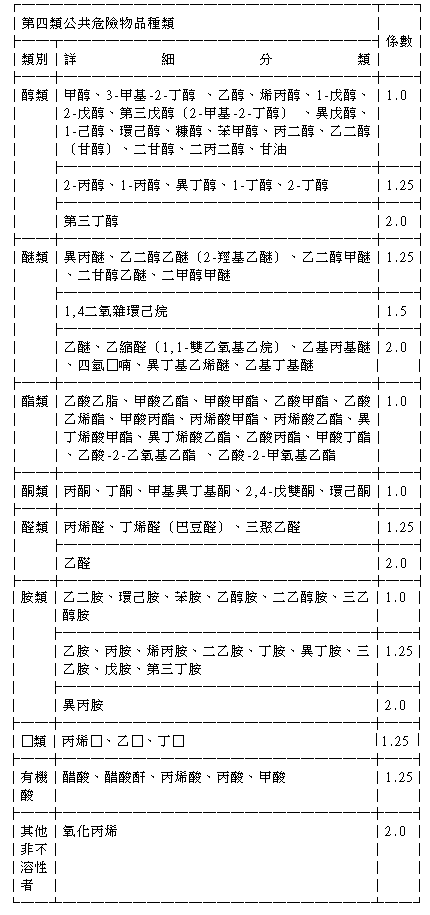 第四類公共危險物品種類
係數
類別 詳細分類
醇類 甲醇、3-甲基-2-丁醇 、乙醇、烯丙醇、1-戊醇、 1.0
2-戊醇、第三戊醇（2-甲基-2-丁醇） 、異戊醇、
1-己醇、環己醇、糠醇、苯甲醇、丙二醇、乙二醇
（甘醇）、二甘醇、二丙二醇、甘油
2-丙醇、1-丙醇、異丁醇、1-丁醇、2-丁醇 1.25
第三丁醇 2.0
醚類 異丙醚、乙二醇乙醚（2-羥基乙醚）、乙二醇甲醚 1.25
、二甘醇乙醚、二甲醇甲醚
1,4二氧雜環己烷 1.5
乙醚、乙縮醛（1,1-雙乙氧基乙烷）、乙基丙基醚 2.0
、四氫□喃、異丁基乙烯醚、乙基丁基醚
酯類 乙酸乙脂、甲酸乙酯、甲酸甲酯、乙酸甲酯、乙酸 1.0
乙烯酯、甲酸丙酯、丙烯酸甲酯、丙烯酸乙酯、異
丁烯酸甲酯、異丁烯酸乙酯、乙酸丙酯、甲酸丁酯
、乙酸-2-乙氧基乙酯 、乙酸-2-甲氧基乙酯
酮類 丙酮、丁酮、甲基異丁基酮、2,4-戊雙酮、環己酮 1.0
醛類 丙烯醛、丁烯醛（巴豆醛）、三聚乙醛 1.25
乙醛 2.0
胺類 乙二胺、環己胺、苯胺、乙醇胺、二乙醇胺、三乙 1.0
醇胺
乙胺、丙胺、烯丙胺、二乙胺、丁胺、異丁胺、三 1.25
乙胺、戊胺、第三丁胺
異丙胺 2.0
□類 丙烯□、乙□、丁□ 1.25
有機 醋酸、醋酸酐、丙烯酸、丙酸、甲酸 1.25
酸
其他 氧化丙烯 2.0
非不
溶性
者